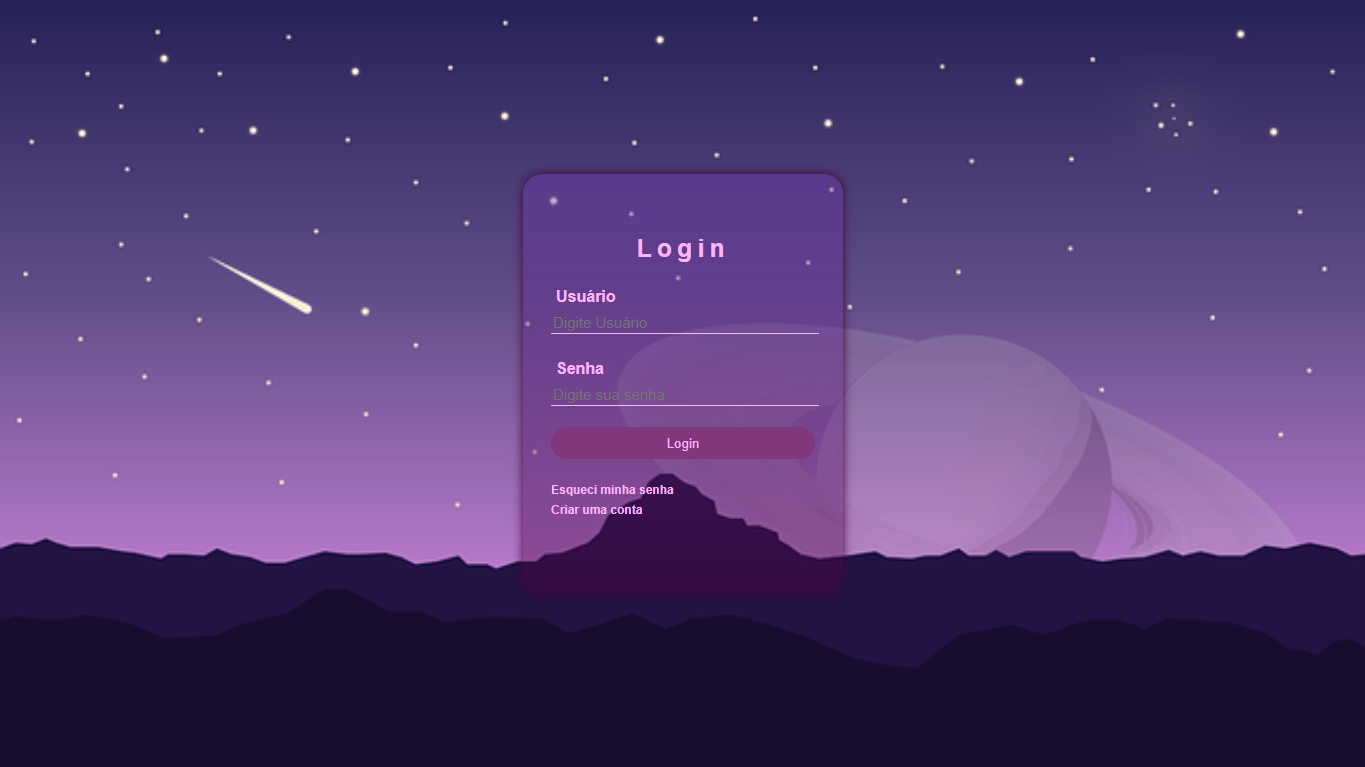 Login
Usuário
Digite Usuário
Senha
Digite sua senha
Login
Esqueci minha senha
Criar uma conta